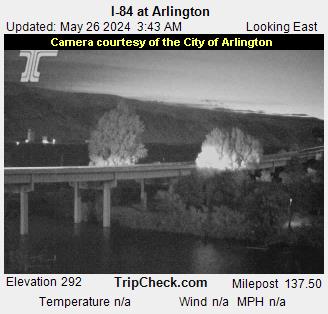 I-84 at Arlington
Updated: May 26 2024 3:43 AM Looking East
Camera courtesy of the City of Arlington
Elevation 292 TripCheck.com Milepost 137.50
Temperature n/a Wind n/a MPH n/a